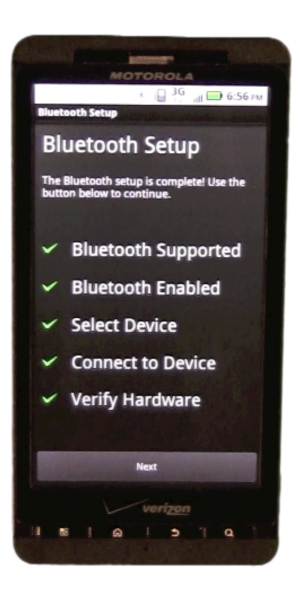 MOTOROLA
3G 6:56 PM
Bluetooth Setup
Bluetooth Setup
The Bluetooth setup is complete! Use the
button below to continue.
Bluetooth Supported
Bluetooth Enabled
Select Device
Connect to Device
Verify Hardware
Next
verizon